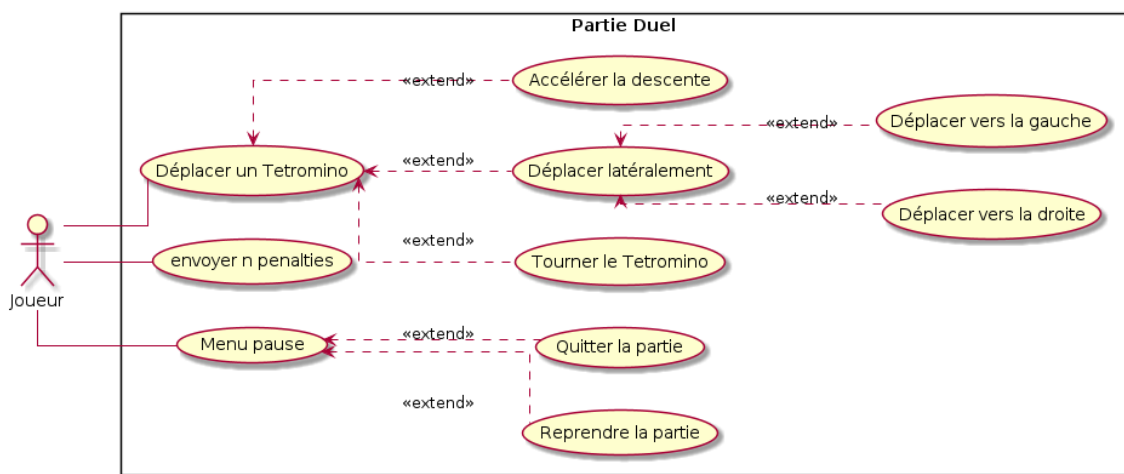 Partie Duel
«extend»
Accélérer la descente
«extend»
Déplacer vers la gauche
Déplacer un Tetromino
«extend»
Déplacer latéralement
«extend»
Déplacer vers la droite
envoyer n penalties
«extend»
Tourner le Tetromino
Joueur
Menu pause
«extend»
Quitter la partie
«extend»
Reprendre la partie